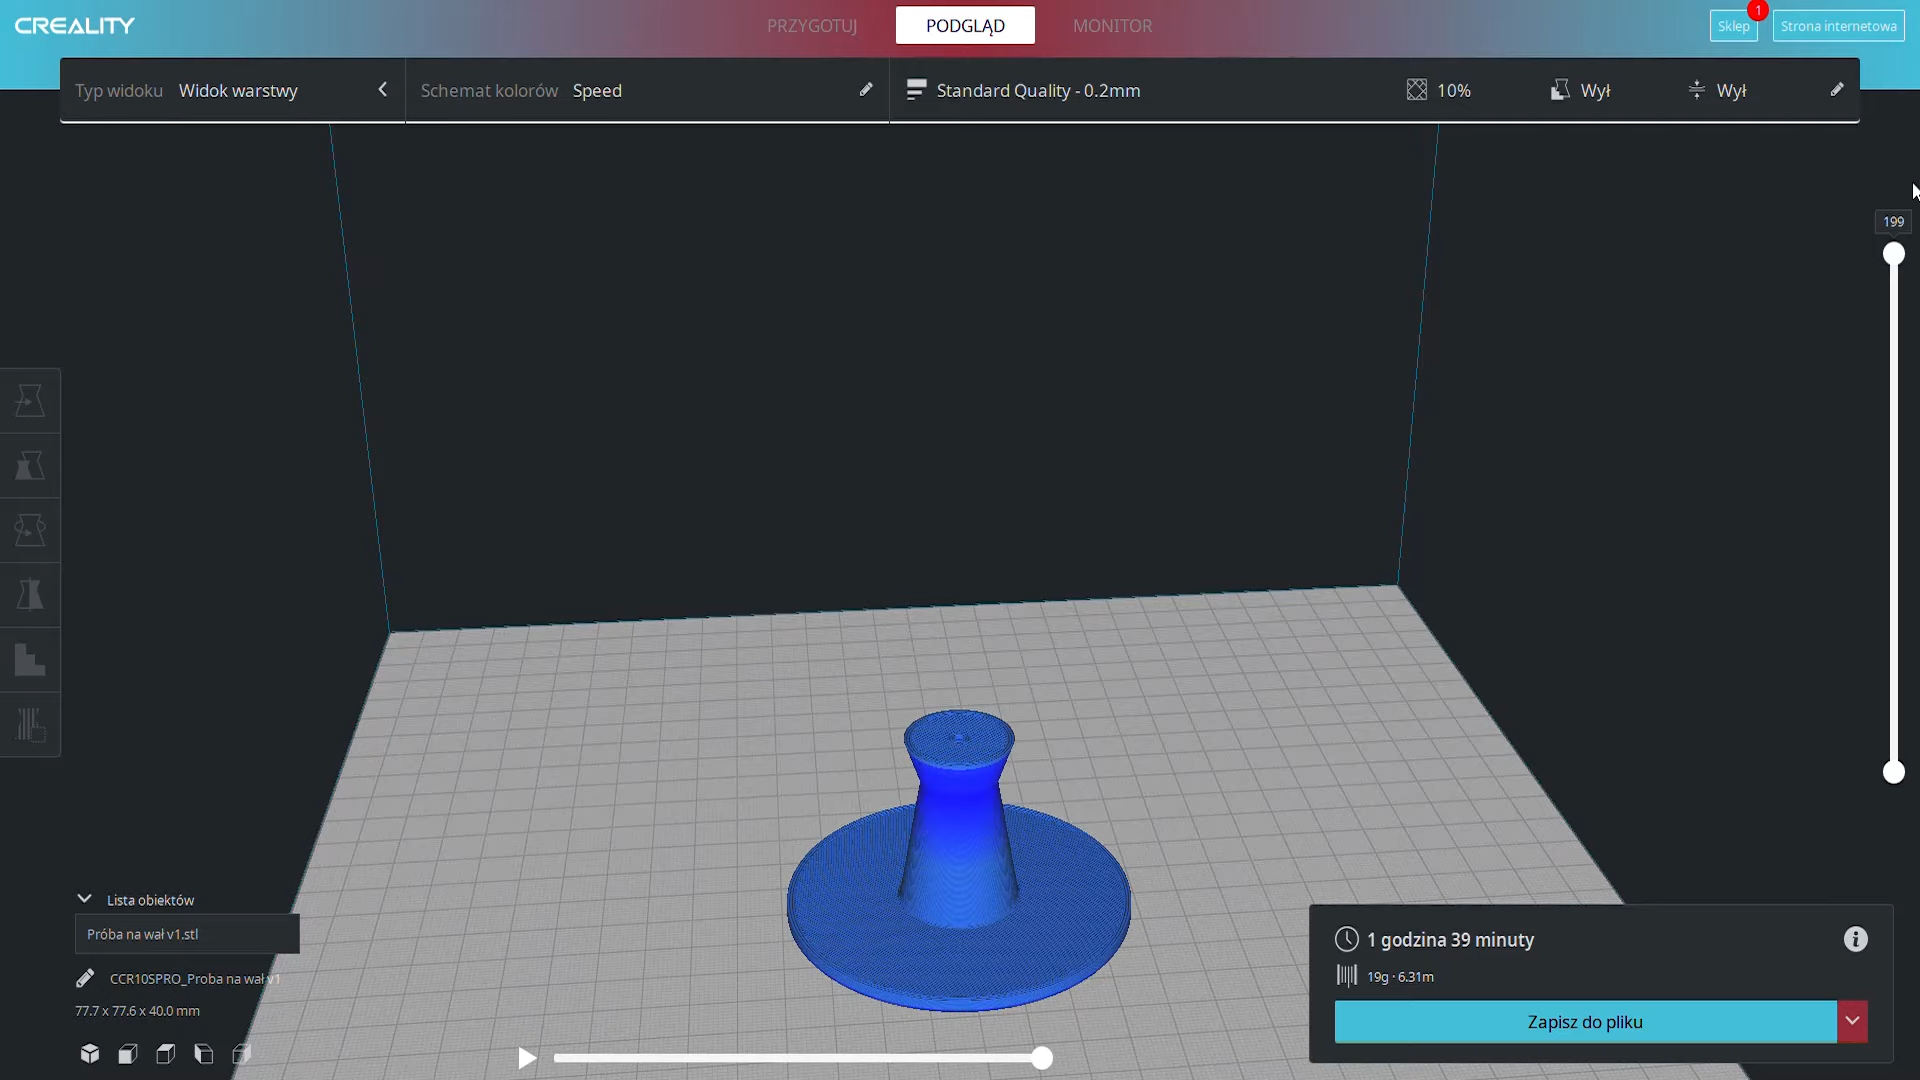 CREALITY
PRZYGOTUJ
PODGLĄD
MONITOR
Sklep
1
Strona internetowa
Typ widoku Widok warstwy
Schemat kolorów Speed
Standard Quality - 0.2mm
10%
Wył
Wył
199
Lista obiektów
Próba na wał v1.stl
CCR10SPRO_Proba na wał v1
77.7 x 77.6 x 40.0 mm
1 godzina 39 minuty
19g · 6.31m
Zapisz do pliku